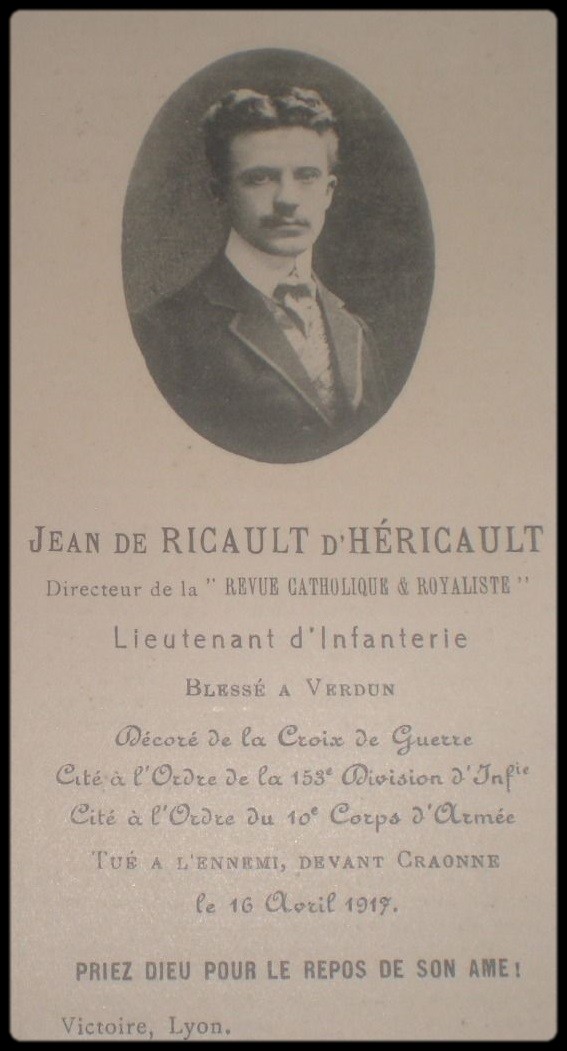 JEAN DE RICAULT D'HÉRICAULT
Directeur de la " REVUE CATHOLIQUE & ROYALISTE "
Lieutenant d'Infanterie
BLESSÉ A VERDUN
Décoré de la Croix de Guerre
Cité à l'Ordre de la 153e Division d'Infie
Cité à l'Ordre du 10e Corps d'Armée
TUÉ A L'ENNEMI, DEVANT CRAONNE
le 16 Avril 1917.
PRIEZ DIEU POUR LE REPOS DE SON AME!
Victoire, Lyon.